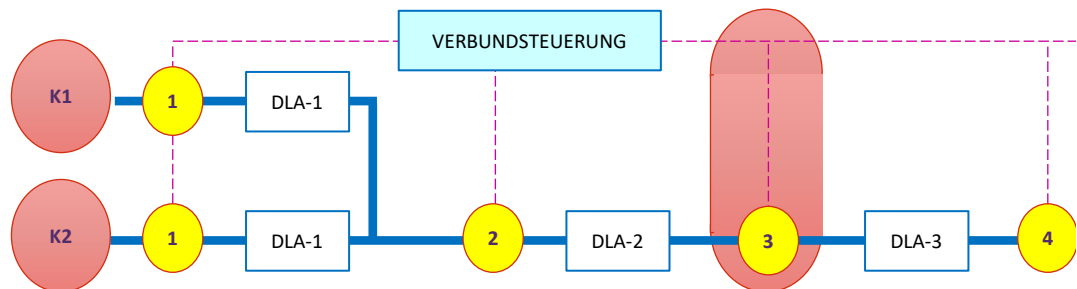 VERBUNDSTEUERUNG
K1
1
DLA-1
K2
1
DLA-1
2
DLA-2
3
DLA-3
4